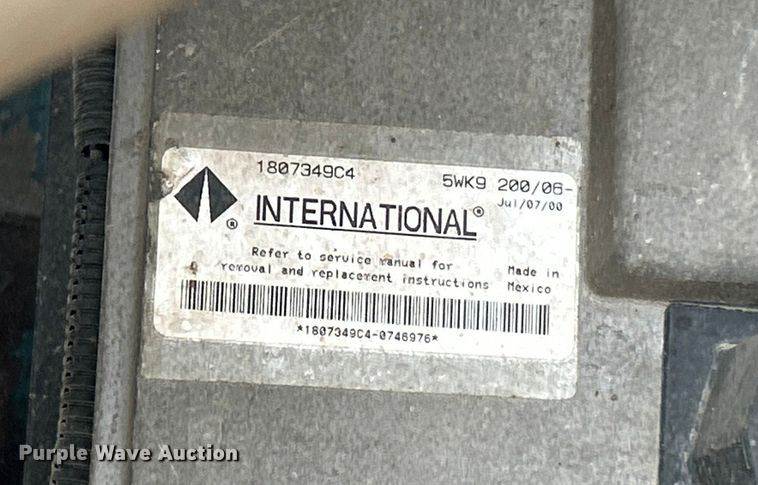 1807349C4
5WK9 200/06-
Jul/07/00
INTERNATIONAL®
Refer to service manual for
removal and replacement instructions
Made in
Mexico
*1807349C4-0746976*
Purple Wave Auction